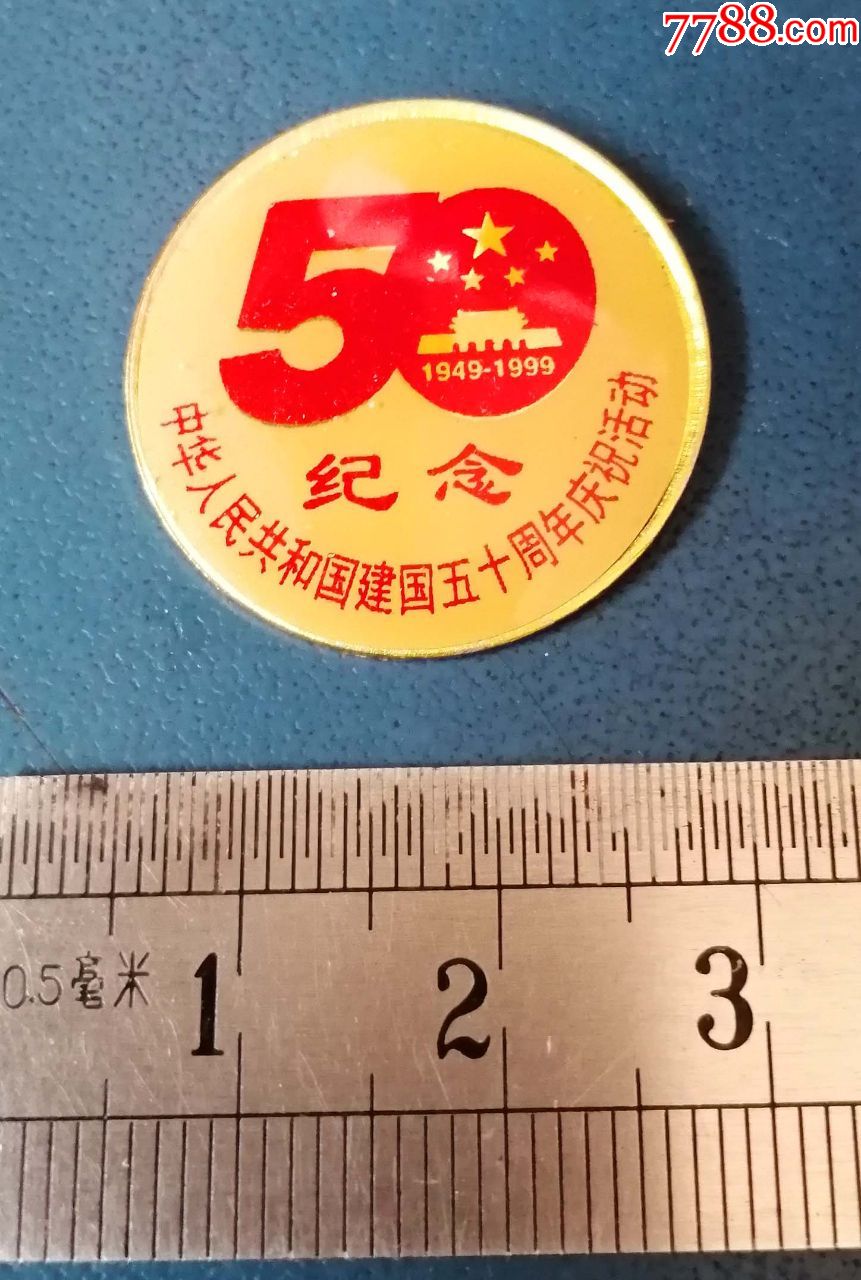 7788.com
50
1949-1999
纪念
中华人民共和国建国五十周年庆祝活动
0.5毫米 1 2 3